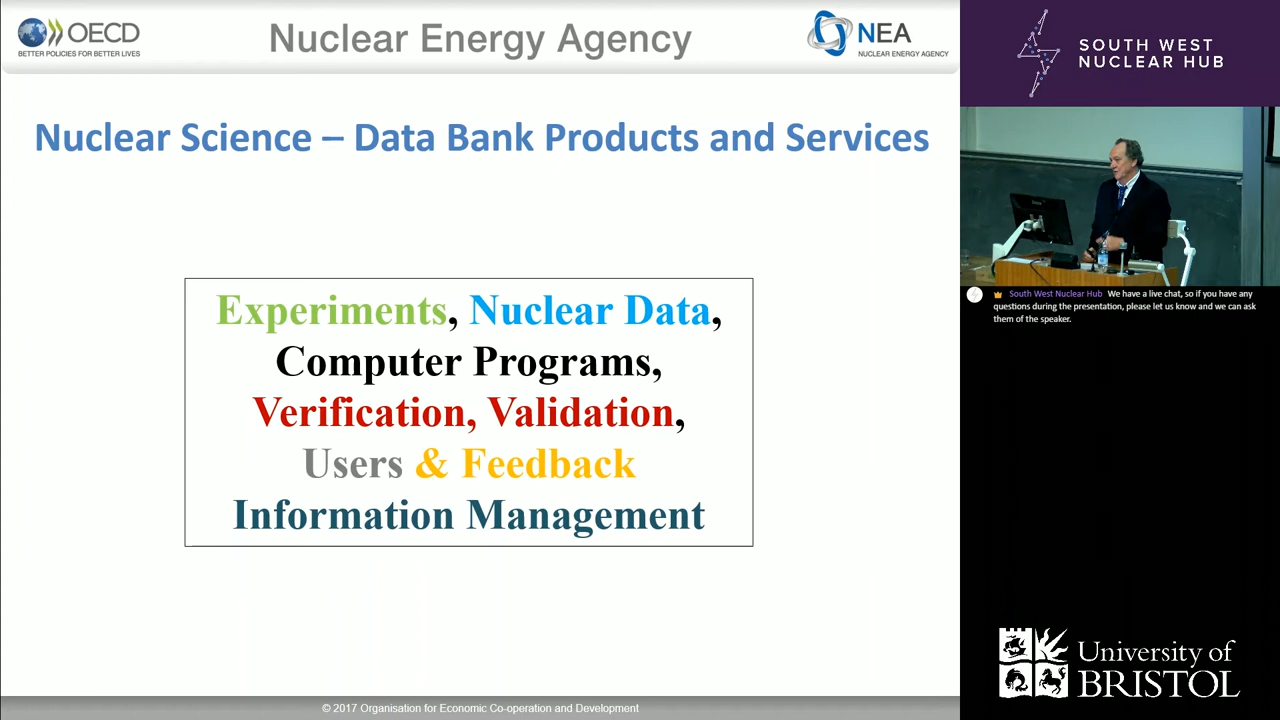 OECD
BETTER POLICIES FOR BETTER LIVES
Nuclear Energy Agency
NEA
NUCLEAR ENERGY AGENCY
Nuclear Science – Data Bank Products and Services
Experiments, Nuclear Data,
Computer Programs,
Verification, Validation,
Users & Feedback
Information Management
© 2017 Organisation for Economic Co-operation and Development
SOUTH WEST
NUCLEAR HUB
South West Nuclear Hub We have a live chat, so if you have any
questions during the presentation, please let us know and we can ask
them of the speaker.
University of
BRISTOL